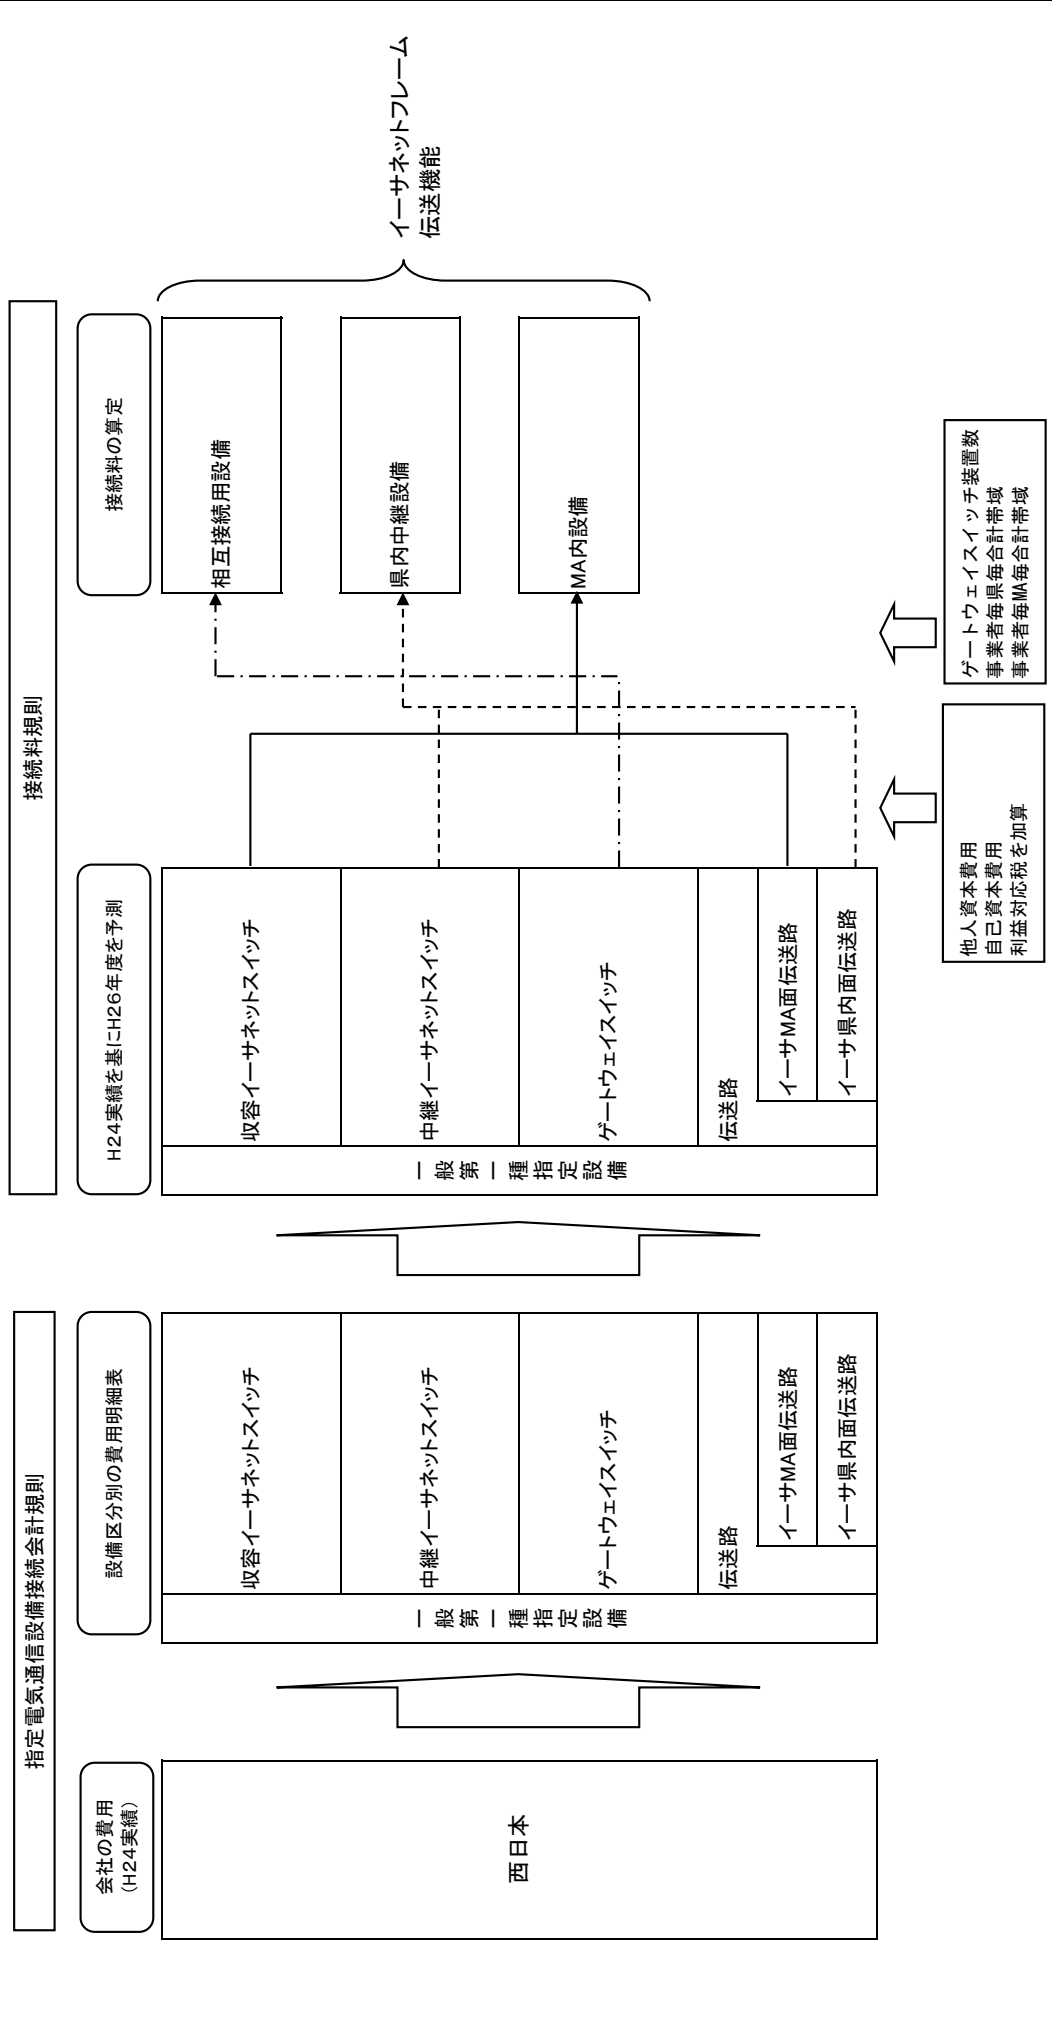 指定電気通信設備接続会計規則
接続料規則
会社の費用
（H24実績）
設備区分別の費用明細表
H24実績を基にH26年度を予測
接続料の算定
西日本
一般第一種指定設備
収容イーサネットスイッチ
中継イーサネットスイッチ
ゲートウェイスイッチ
伝送路
イーサMA面伝送路
イーサ県内面伝送路
一般第一種指定設備
収容イーサネットスイッチ
中継イーサネットスイッチ
ゲートウェイスイッチ
伝送路
イーサMA面伝送路
イーサ県内面伝送路
相互接続用設備
県内中継設備
MA内設備
イーサネットフレーム
伝送機能
他人資本費用
自己資本費用
利益対応税を加算
ゲートウェイスイッチ装置数
事業者毎県毎合計帯域
事業者毎MA毎合計帯域